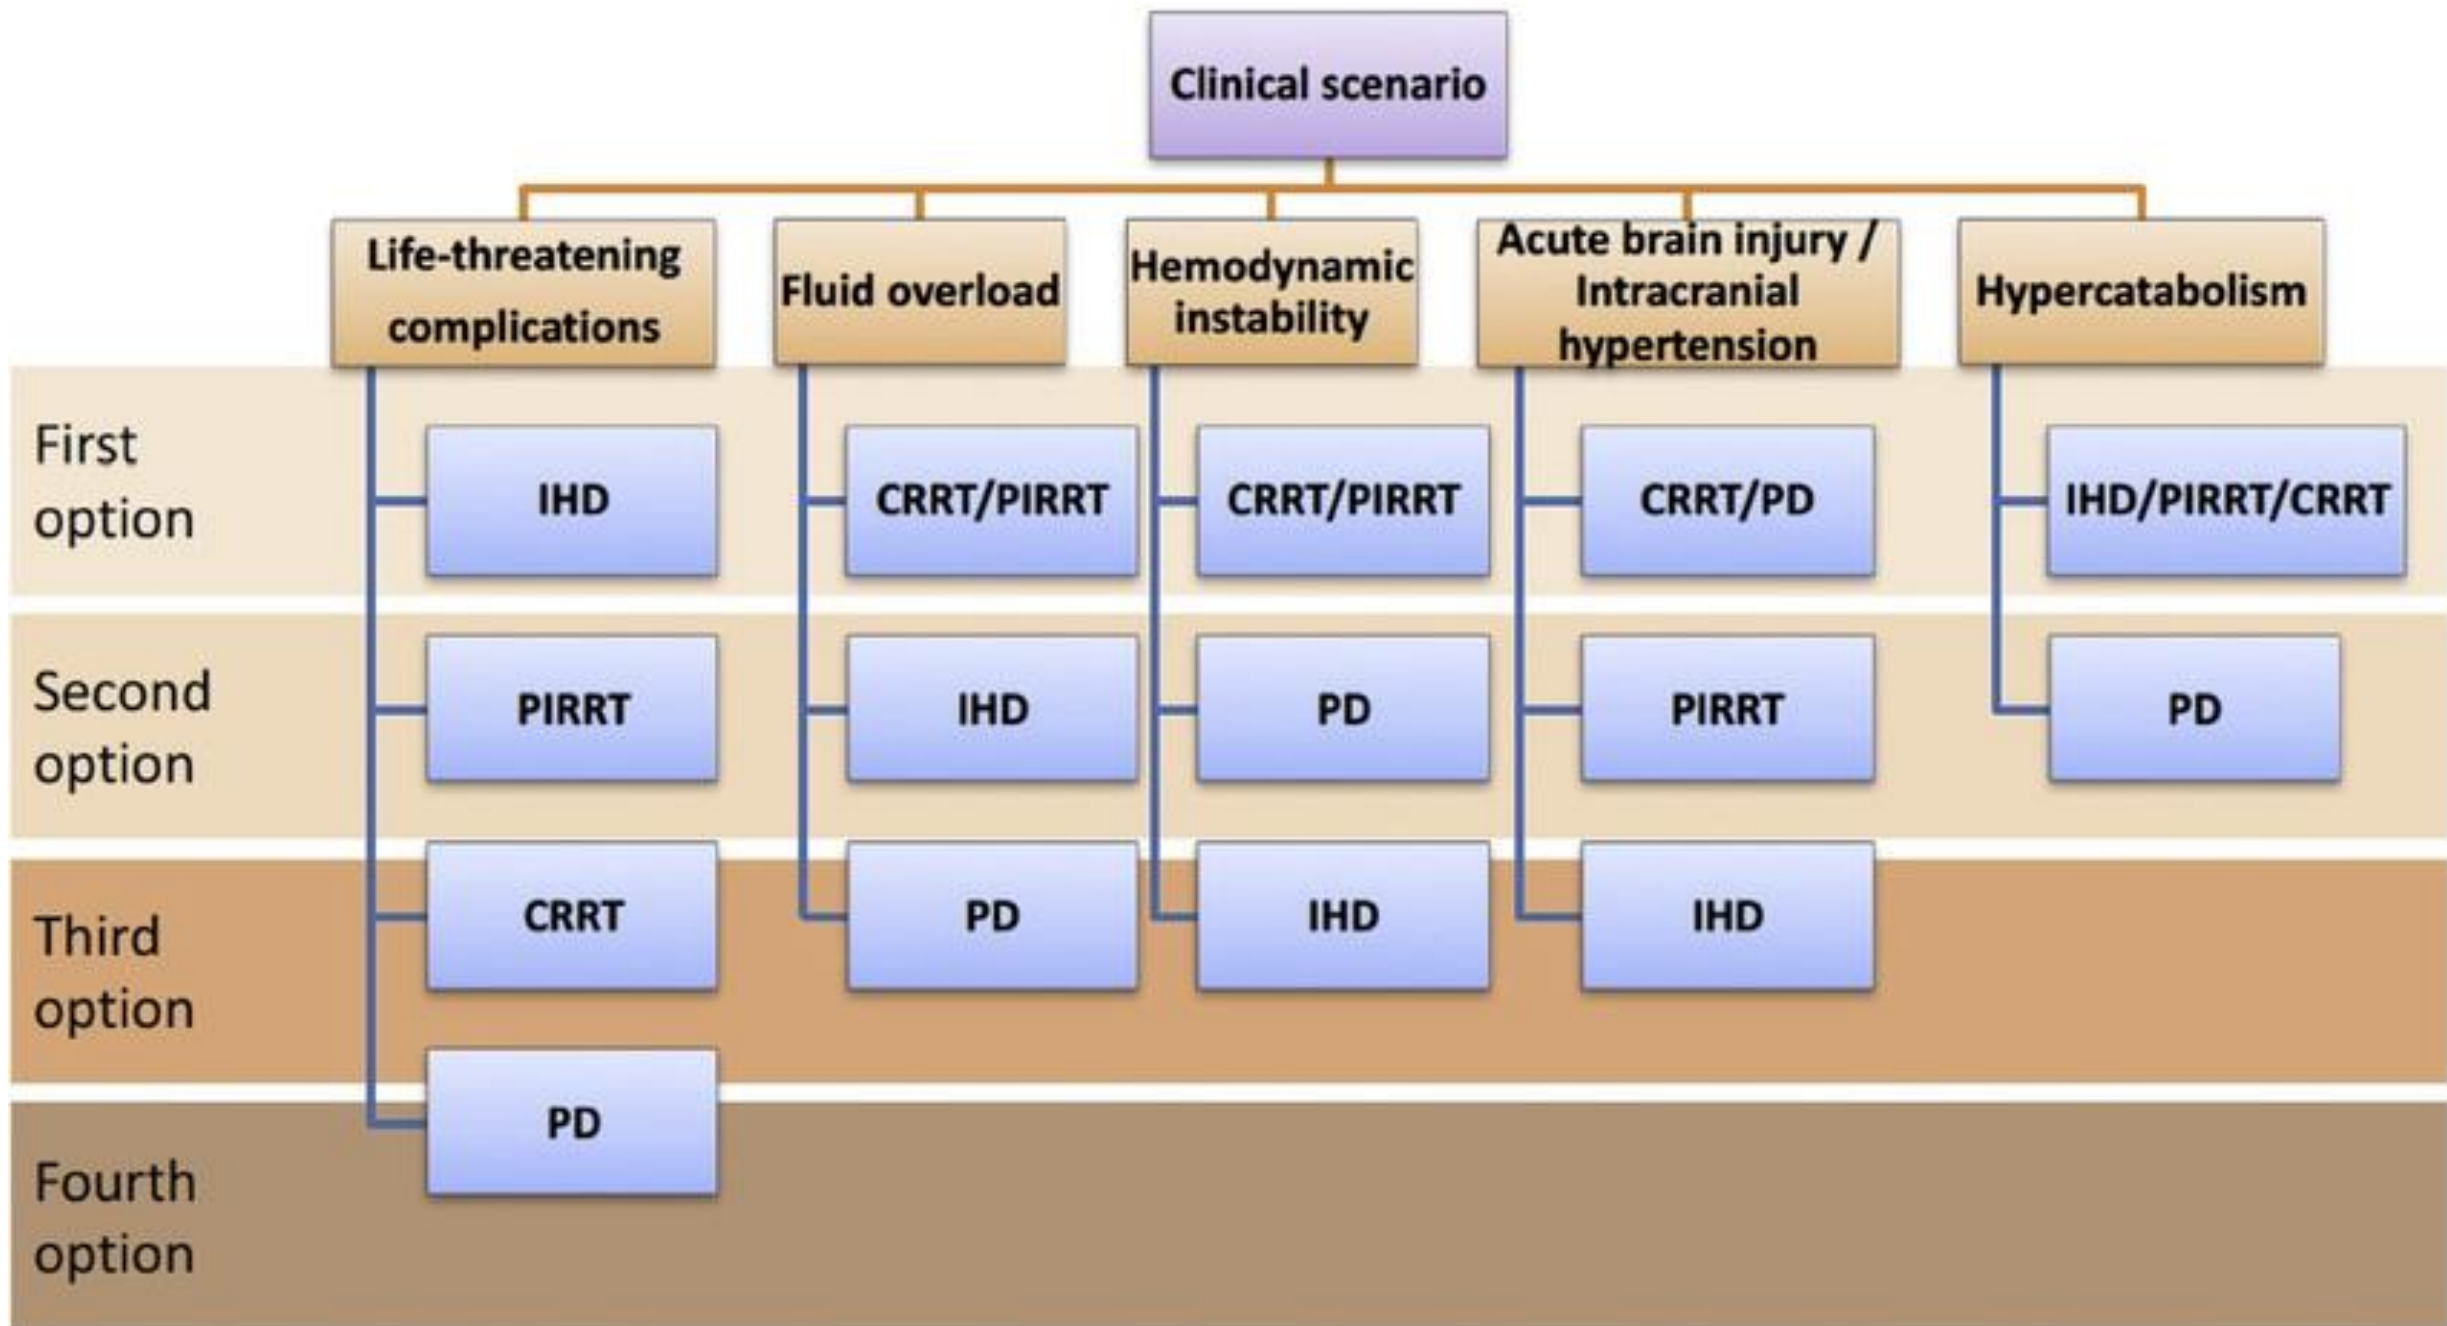 Clinical scenario
Life-threatening
complications
Fluid overload
Hemodynamic
instability
Acute brain injury /
Intracranial
hypertension
Hypercatabolism
First
option
IHD
CRRT/PIRRT
CRRT/PIRRT
CRRT/PD
IHD/PIRRT/CRRT
Second
option
PIRRT
IHD
PD
PIRRT
PD
Third
option
CRRT
PD
IHD
IHD
Fourth
option
PD